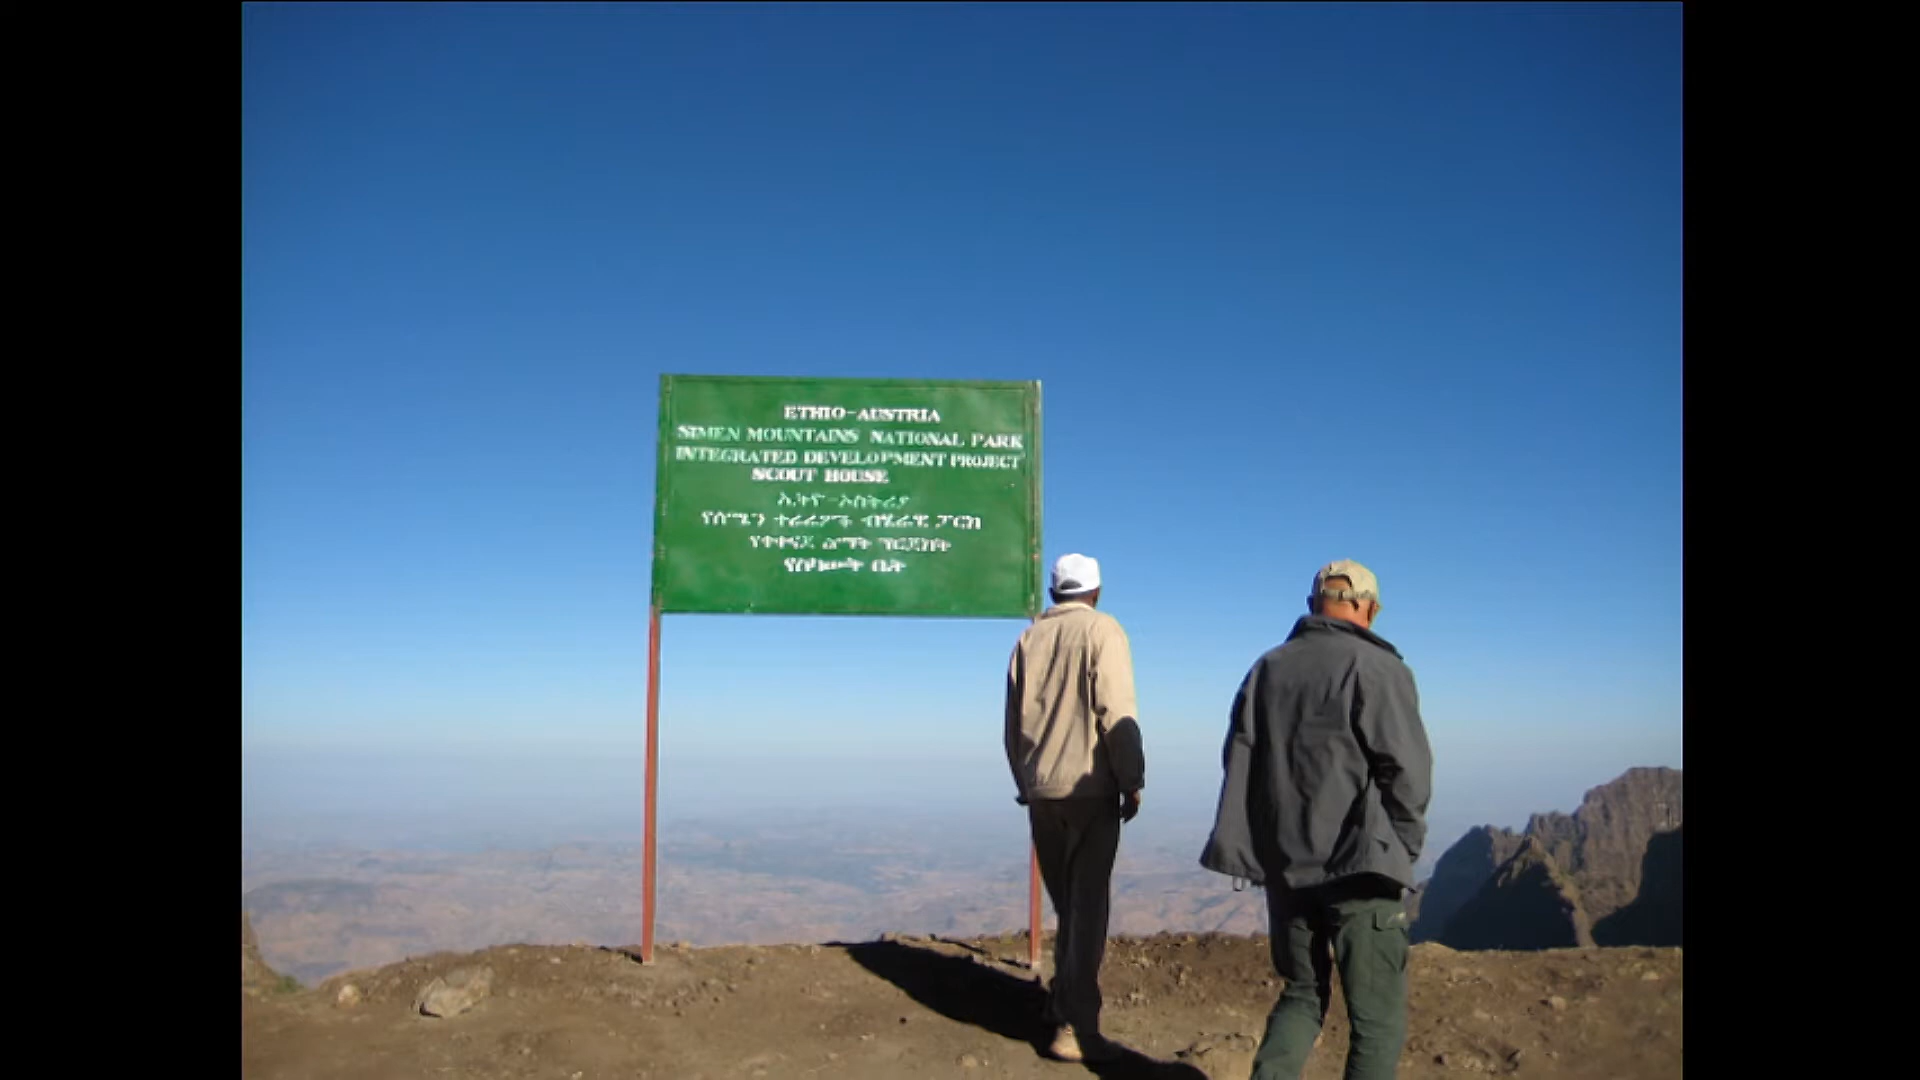 ETHIO-AUSTRIA
SIMEN MOUNTAINS NATIONAL PARK
INTEGRATED DEVELOPMENT PROJECT
SCOUT HOUSE
ኢትዮ-ኦስትሪያ
የሰሜን ተራሮች ብሄራዊ ፓርክ
የተቀናጀ ልማት ፕሮጀክት
የስካውት ቤት